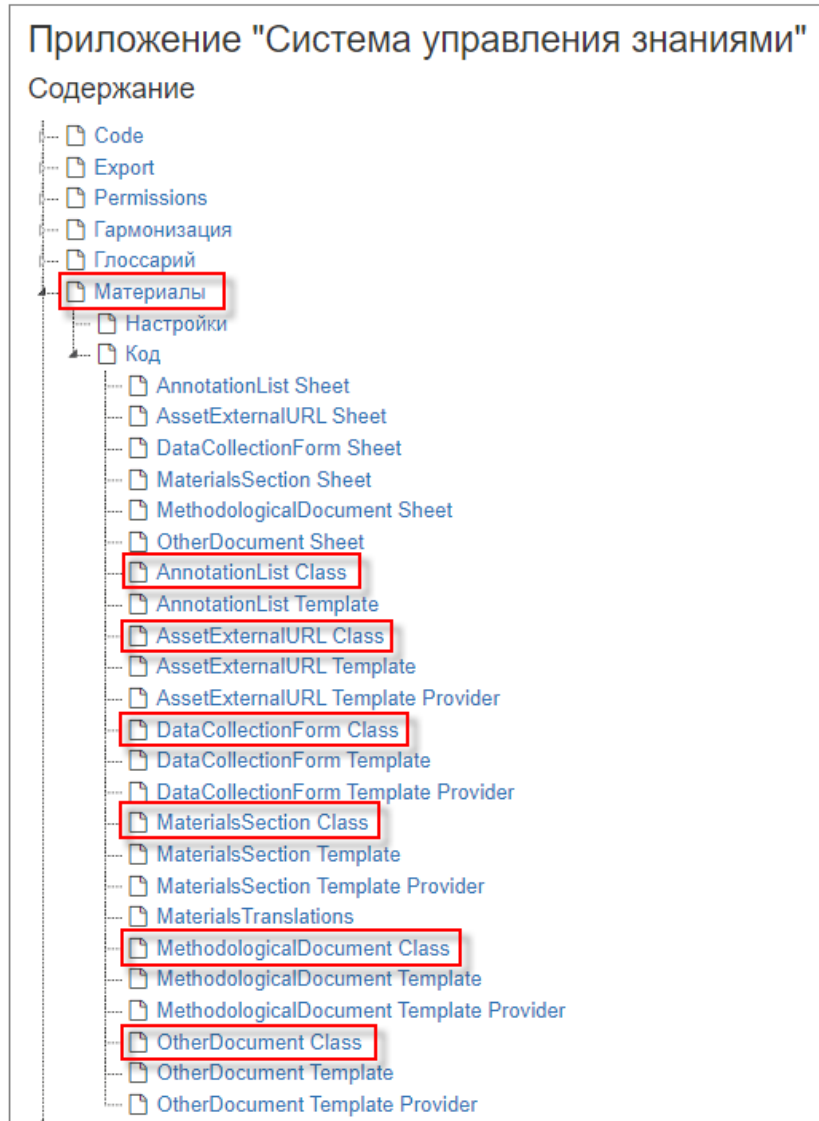 Приложение "Система управления знаниями"
Содержание
Code
Export
Permissions
Гармонизация
Глоссарий
Материалы
Настройки
Код
AnnotationList Sheet
AssetExternalURL Sheet
DataCollectionForm Sheet
MaterialsSection Sheet
MethodologicalDocument Sheet
OtherDocument Sheet
AnnotationList Class
AnnotationList Template
AssetExternalURL Class
AssetExternalURL Template
AssetExternalURL Template Provider
DataCollectionForm Class
DataCollectionForm Template
DataCollectionForm Template Provider
MaterialsSection Class
MaterialsSection Template
MaterialsSection Template Provider
MaterialsTranslations
MethodologicalDocument Class
MethodologicalDocument Template
MethodologicalDocument Template Provider
OtherDocument Class
OtherDocument Template
OtherDocument Template Provider